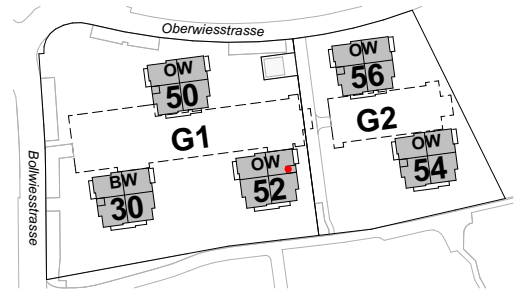 Oberwiesstrasse
OW
50
OW
56
G1
G2
Bollwiesstrasse
BW
30
OW
52
OW
54